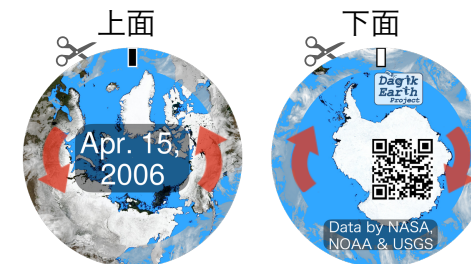 上面
下面
Apr. 15,
2006
Dagik
Earth
Project
Data by NASA,
NOAA & USGS